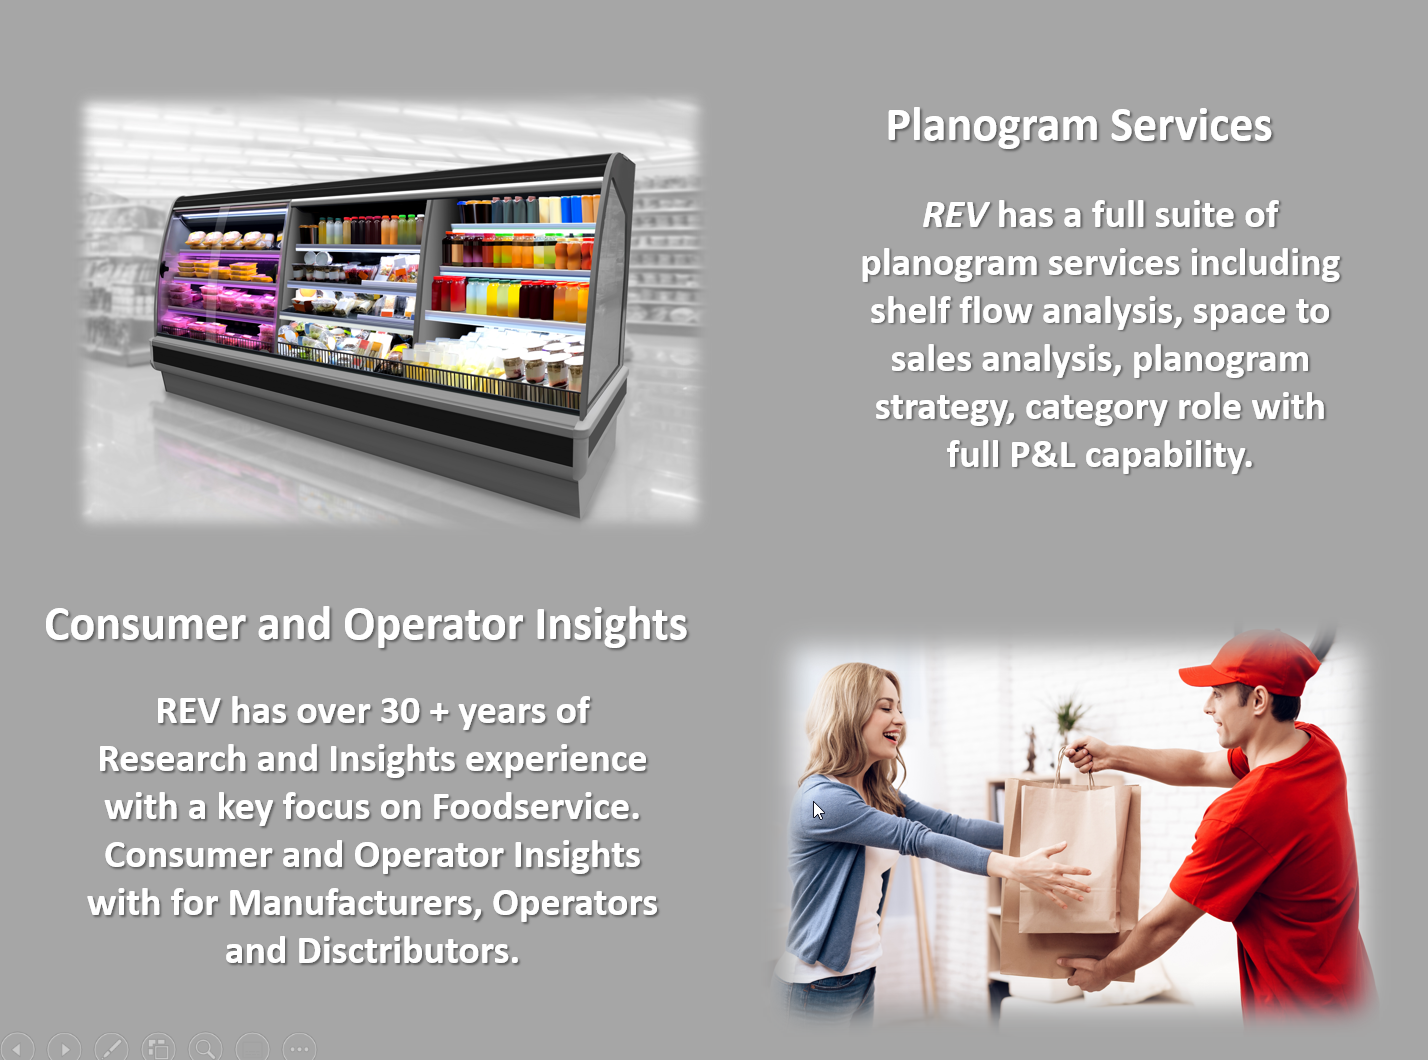 Planogram Services
REV has a full suite of
planogram services including
shelf flow analysis, space to
sales analysis, planogram
strategy, category role with
full P&L capability.
Consumer and Operator Insights
REV has over 30 + years of
Research and Insights experience
with a key focus on Foodservice.
Consumer and Operator Insights
with for Manufacturers, Operators
and Disctributors.